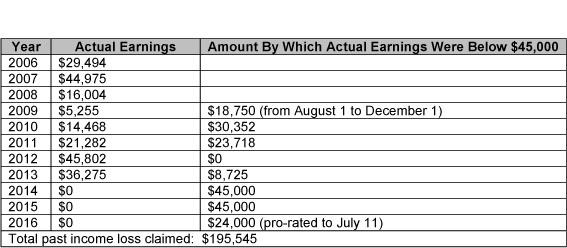 Year Actual Earnings Amount By Which Actual Earnings Were Below $45,000
2006 $29,494
2007 $44,975
2008 $16,004
2009 $5,255 $18,750 (from August 1 to December 1)
2010 $14,468 $30,352
2011 $21,282 $23,718
2012 $45,802 $0
2013 $36,275 $8,725
2014 $0 $45,000
2015 $0 $45,000
2016 $0 $24,000 (pro-rated to July 11)
Total past income loss claimed: $195,545